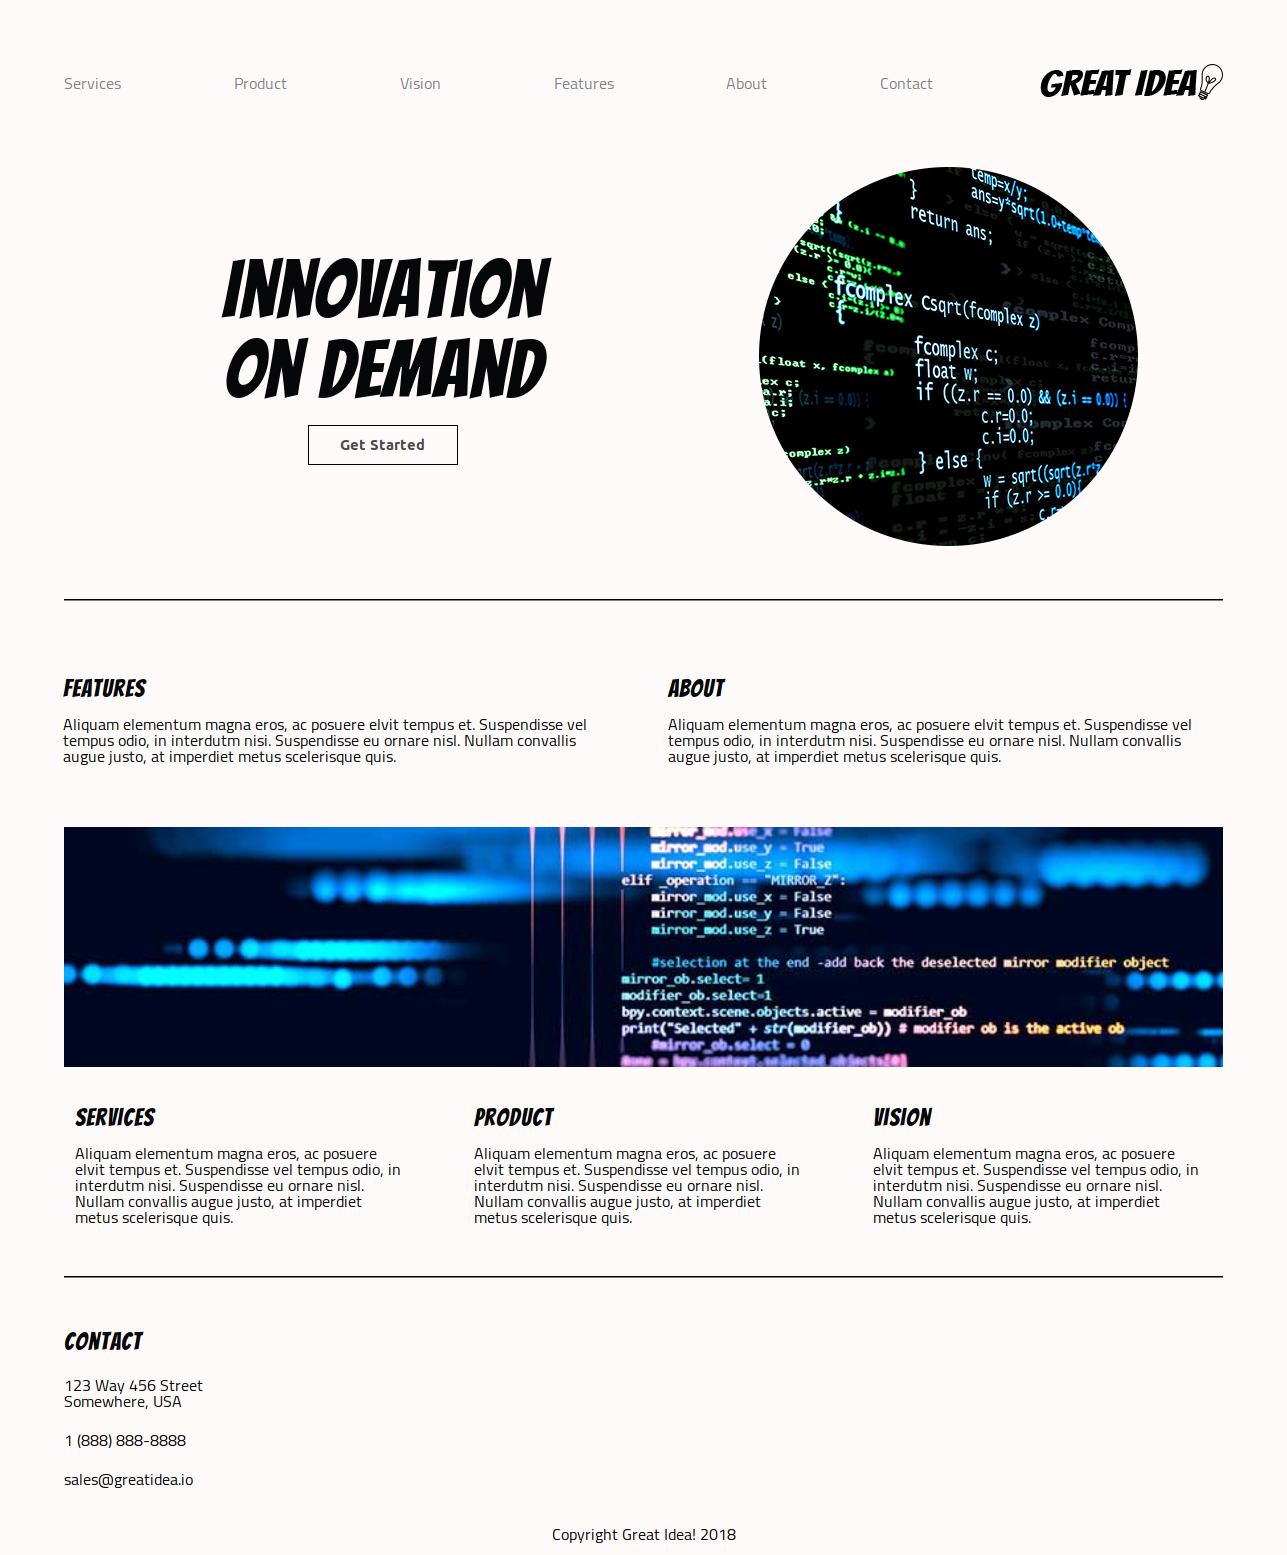 Services Product Vision Features About Contact GREAT IDEA
INNOVATION
ON DEMAND
Get Started
temp=x/y;
ans=y*sqrt(1.0+temp*te
}
return ans;
}
fcomplex Csqrt(fcomplex z)
{
fcomplex c;
float w;
if ((z.r == 0.0) && (z.i == 0.0)) {
c.r=0.0;
c.i=0.0;
} else {
w = sqrt((sqrt(z.r*z
if (z.r >= 0.0){
c.r=
FEATURES
Aliquam elementum magna eros, ac posuere elvit tempus et. Suspendisse vel
tempus odio, in interdutm nisi. Suspendisse eu ornare nisl. Nullam convallis
augue justo, at imperdiet metus scelerisque quis.
ABOUT
Aliquam elementum magna eros, ac posuere elvit tempus et. Suspendisse vel
tempus odio, in interdutm nisi. Suspendisse eu ornare nisl. Nullam convallis
augue justo, at imperdiet metus scelerisque quis.
mirror_mod.use_x = False
mirror_mod.use_y = True
mirror_mod.use_z = False
elif _operation == "MIRROR_Z":
mirror_mod.use_x = False
mirror_mod.use_y = False
mirror_mod.use_z = True
#selection at the end -add back the deselected mirror modifier object
mirror_ob.select= 1
modifier_ob.select=1
bpy.context.scene.objects.active = modifier_ob
print("Selected" + str(modifier_ob)) # modifier ob is the active ob
#mirror_ob.select = 0
SERVICES
Aliquam elementum magna eros, ac posuere
elvit tempus et. Suspendisse vel tempus odio, in
interdutm nisi. Suspendisse eu ornare nisl.
Nullam convallis augue justo, at imperdiet
metus scelerisque quis.
PRODUCT
Aliquam elementum magna eros, ac posuere
elvit tempus et. Suspendisse vel tempus odio, in
interdutm nisi. Suspendisse eu ornare nisl.
Nullam convallis augue justo, at imperdiet
metus scelerisque quis.
VISION
Aliquam elementum magna eros, ac posuere
elvit tempus et. Suspendisse vel tempus odio, in
interdutm nisi. Suspendisse eu ornare nisl.
Nullam convallis augue justo, at imperdiet
metus scelerisque quis.
CONTACT
123 Way 456 Street
Somewhere, USA
1 (888) 888-8888
sales@greatidea.io
Copyright Great Idea! 2018